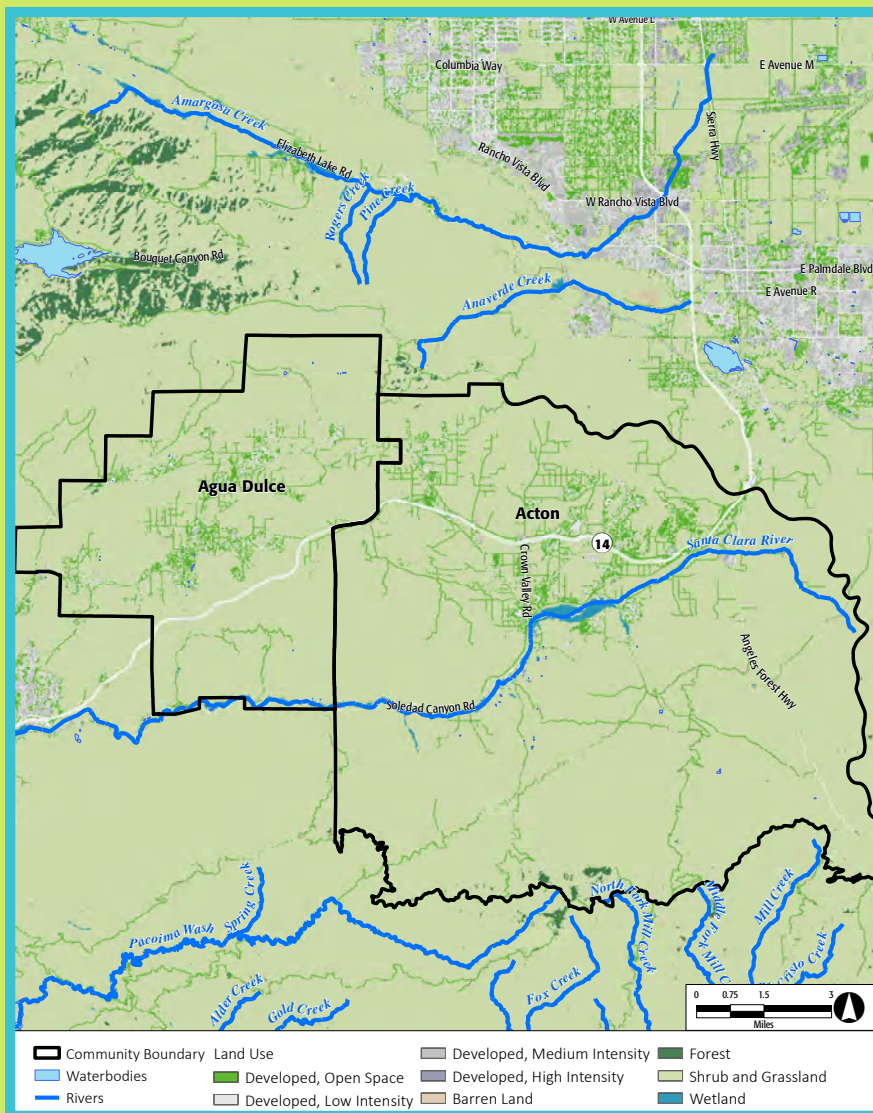 W Avenue L
Columbia Way
E Avenue M
Sierra Hwy
Amargosa Creek
Elizabeth Lake Rd
Rancho Vista Blvd
Rogers Creek
Pine Creek
W Rancho Vista Blvd
Bouquet Canyon Rd
E Palmdale Blvd
Anaverde Creek
E Avenue R
Agua Dulce
Acton
14
Santa Clara River
Crown Valley Rd
Angeles Forest Hwy
Soledad Canyon Rd
Spring Creek
Pacoima Wash
North Fork Mill Creek
Middle Fork Mill C
Mill Creek
Cristo Creek
Alder Creek
Gold Creek
Fox Creek
0 0.75 1.5 3
Miles
Community Boundary
Waterbodies
Rivers
Land Use
Developed, Open Space
Developed, Low Intensity
Developed, Medium Intensity
Developed, High Intensity
Barren Land
Forest
Shrub and Grassland
Wetland